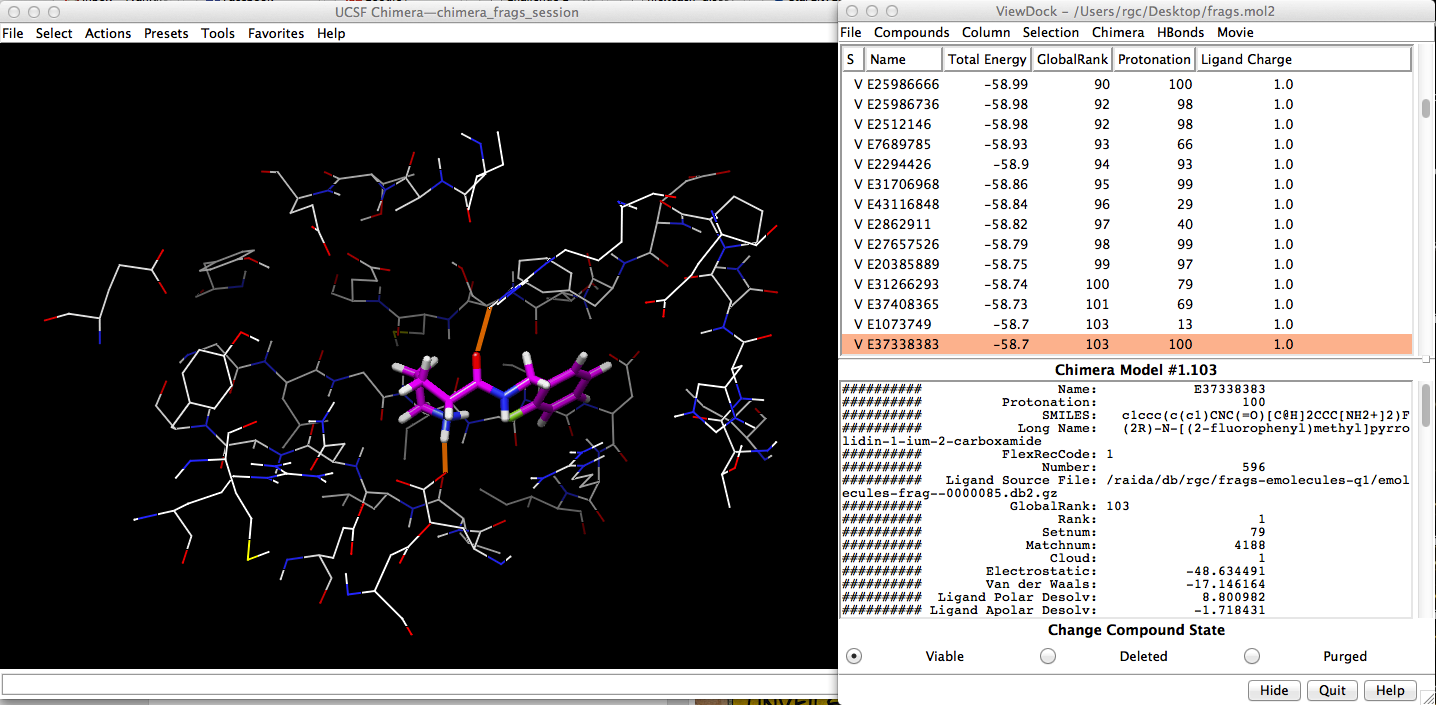 UCSF Chimera—chimera_frags_session
File Select Actions Presets Tools Favorites Help
ViewDock – /Users/rgc/Desktop/frags.mol2
File Compounds Column Selection Chimera HBonds Movie
S Name Total Energy GlobalRank Protonation Ligand Charge
V E25986666 -58.99 90 100 1.0
V E25986736 -58.98 92 98 1.0
V E2512146 -58.98 92 98 1.0
V E7689785 -58.93 93 66 1.0
V E2294426 -58.9 94 93 1.0
V E31706968 -58.86 95 99 1.0
V E43116848 -58.84 96 29 1.0
V E2862911 -58.82 97 40 1.0
V E27657526 -58.79 98 99 1.0
V E20385889 -58.75 99 97 1.0
V E31266293 -58.74 100 79 1.0
V E37408365 -58.73 101 69 1.0
V E1073749 -58.7 103 13 1.0
V E37338383 -58.7 103 100 1.0
Chimera Model #1.103
########## Name: E37338383
########## Protonation: 100
########## SMILES: c1ccc(c(c1)CNC(=O)[C@H]2CCC[NH2+]2)F
########## Long Name: (2R)-N-[(2-fluorophenyl)methyl]pyrro
lidin-1-ium-2-carboxamide
########## FlexRecCode: 1
########## Number: 596
########## Ligand Source File: /raida/db/rgc/frags-emolecules-q1/emol
ecules-frag--0000085.db2.gz
########## GlobalRank: 103
########## Rank: 1
########## Setnum: 79
########## Matchnum: 4188
########## Cloud: 1
########## Electrostatic: -48.634491
########## Van der Waals: -17.146164
########## Ligand Polar Desolv: 8.800982
########## Ligand Apolar Desolv: -1.718431
Change Compound State
Viable Deleted Purged
Hide Quit Help